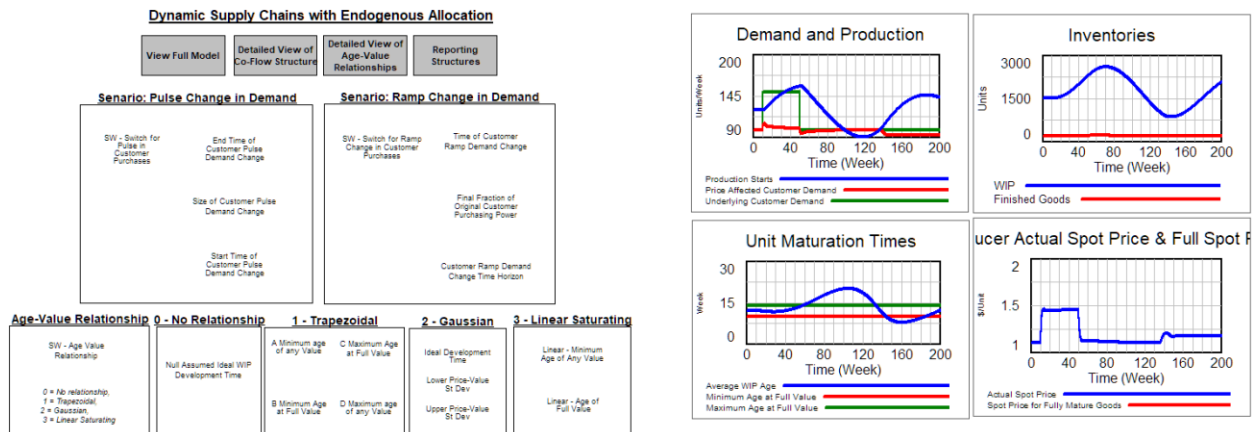 Dynamic Supply Chains with Endogenous Allocation
View Full Model
Detailed View of
Co-Flow Structure
Detailed View of
Age-Value
Relationships
Reporting
Structures
Senario: Pulse Change in Demand
SW - Switch for
Pulse in
Customer
Purchases
End Time of
Customer Pulse
Demand Change
Size of Customer Pulse
Demand Change
Start Time of
Customer Pulse
Demand Change
Senario: Ramp Change in Demand
SW - Switch for Ramp
Change in Customer
Purchases
Time of Customer
Ramp Demand Change
Final Fraction of
Original Customer
Purchasing Power
Customer Ramp Demand
Change Time Horizon
Age-Value Relationship
SW - Age Value
Relationship
0 = No relationship,
1 = Trapezoidal,
2 = Gaussian,
3 = Linear Saturating
0 - No Relationship
Null Assumed Ideal WIP
Development Time
1 - Trapezoidal
A Minimum age
of any Value
C Maximum Age
at Full Value
B Minimum Age
at Full Value
D Maximum age
of any Value
2 - Gaussian
Ideal Development
Time
Lower Price-Value
St Dev
Upper Price-Value
St Dev
3 - Linear Saturating
Linear - Minimum
Age of Any Value
Linear - Age of
Full Value
Demand and Production
Units/Week
200
145
90
0 40 80 120 160 200
Time (Week)
Production Starts
Price Affected Customer Demand
Underlying Customer Demand
Inventories
Units
3000
1500
0
0 40 80 120 160 200
Time (Week)
WIP
Finished Goods
Unit Maturation Times
Week
30
15
0
0 40 80 120 160 200
Time (Week)
Average WIP Age
Minimum Age at Full Value
Maximum Age at Full Value
ucer Actual Spot Price & Full Spot F
$/Unit
2
1.5
1
0 40 80 120 160 200
Time (Week)
Actual Spot Price
Spot Price for Fully Mature Goods